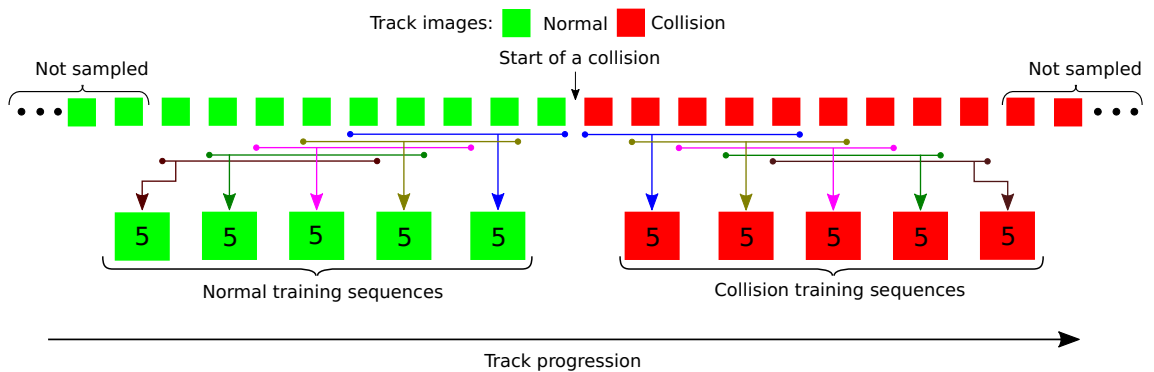 Track images: Normal Collision
Start of a collision
Not sampled Not sampled
5 5 5 5 5 5 5 5 5 5
Normal training sequences Collision training sequences
Track progression